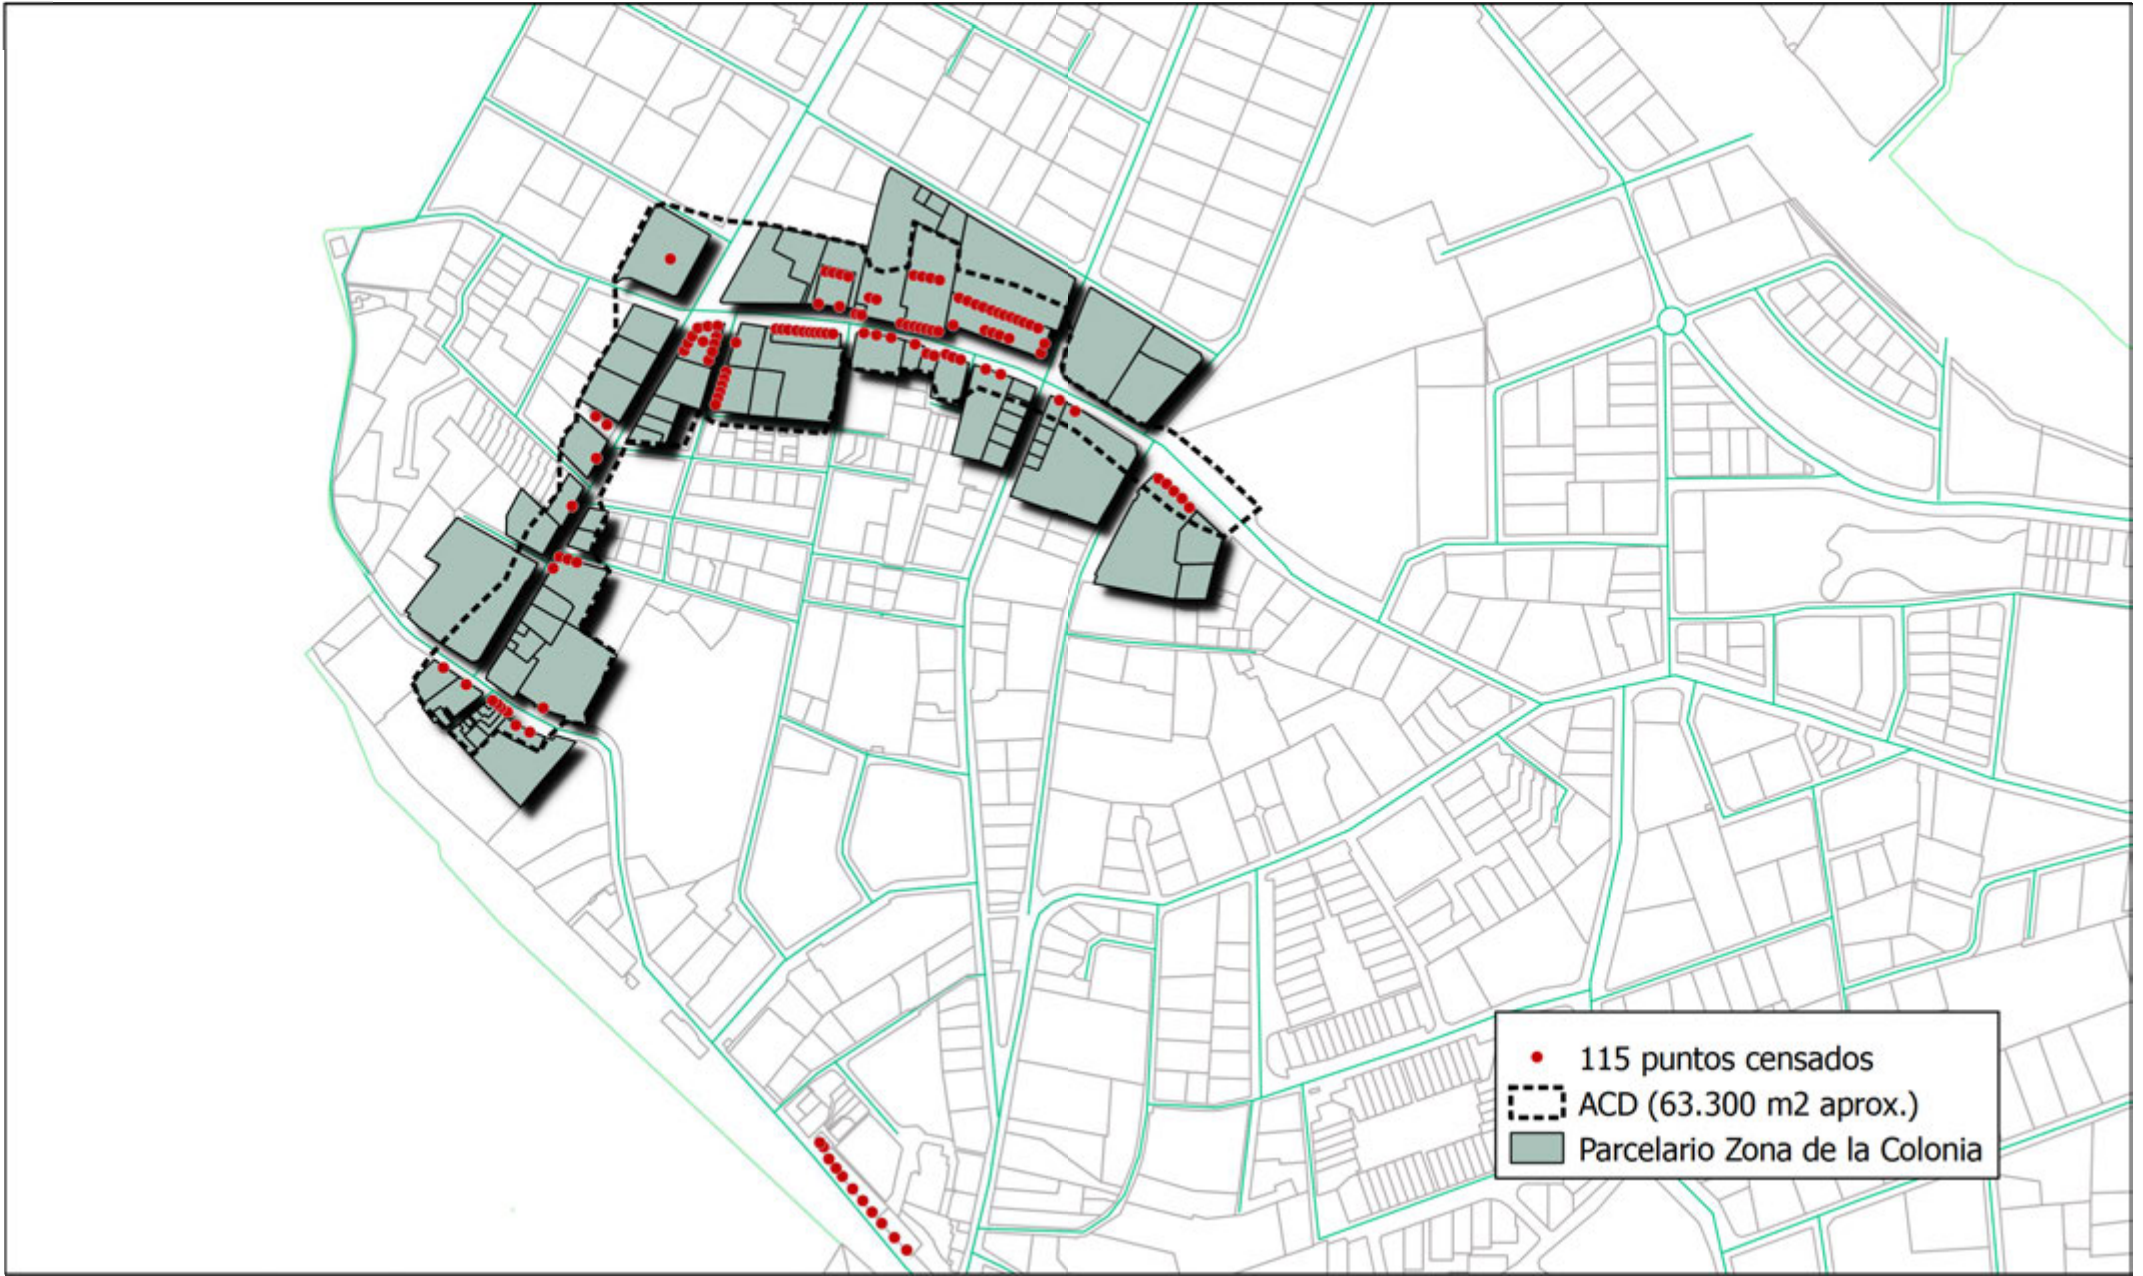 115 puntos censados
ACD (63.300 m2 aprox.)
Parcelario Zona de la Colonia